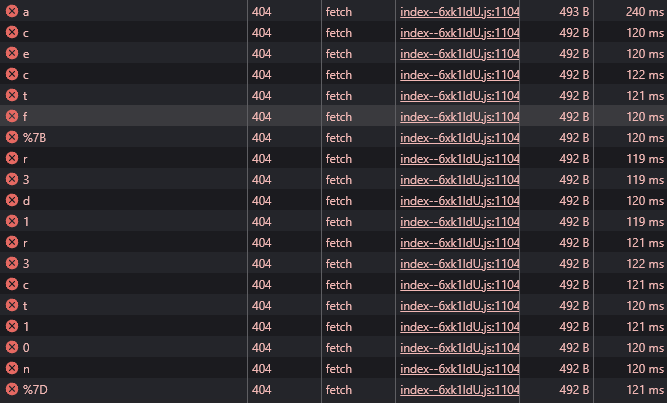 a 404 fetch index--6xk1ldU.js:1104 493 B 240 ms
c 404 fetch index--6xk1ldU.js:1104 492 B 120 ms
e 404 fetch index--6xk1ldU.js:1104 492 B 120 ms
c 404 fetch index--6xk1ldU.js:1104 492 B 122 ms
t 404 fetch index--6xk1ldU.js:1104 492 B 121 ms
f 404 fetch index--6xk1ldU.js:1104 492 B 120 ms
%7B 404 fetch index--6xk1ldU.js:1104 492 B 120 ms
r 404 fetch index--6xk1ldU.js:1104 492 B 119 ms
3 404 fetch index--6xk1ldU.js:1104 492 B 119 ms
d 404 fetch index--6xk1ldU.js:1104 492 B 120 ms
1 404 fetch index--6xk1ldU.js:1104 492 B 119 ms
r 404 fetch index--6xk1ldU.js:1104 492 B 121 ms
3 404 fetch index--6xk1ldU.js:1104 492 B 122 ms
c 404 fetch index--6xk1ldU.js:1104 492 B 121 ms
t 404 fetch index--6xk1ldU.js:1104 492 B 120 ms
1 404 fetch index--6xk1ldU.js:1104 492 B 121 ms
0 404 fetch index--6xk1ldU.js:1104 492 B 120 ms
n 404 fetch index--6xk1ldU.js:1104 492 B 120 ms
%7D 404 fetch index--6xk1ldU.js:1104 492 B 121 ms